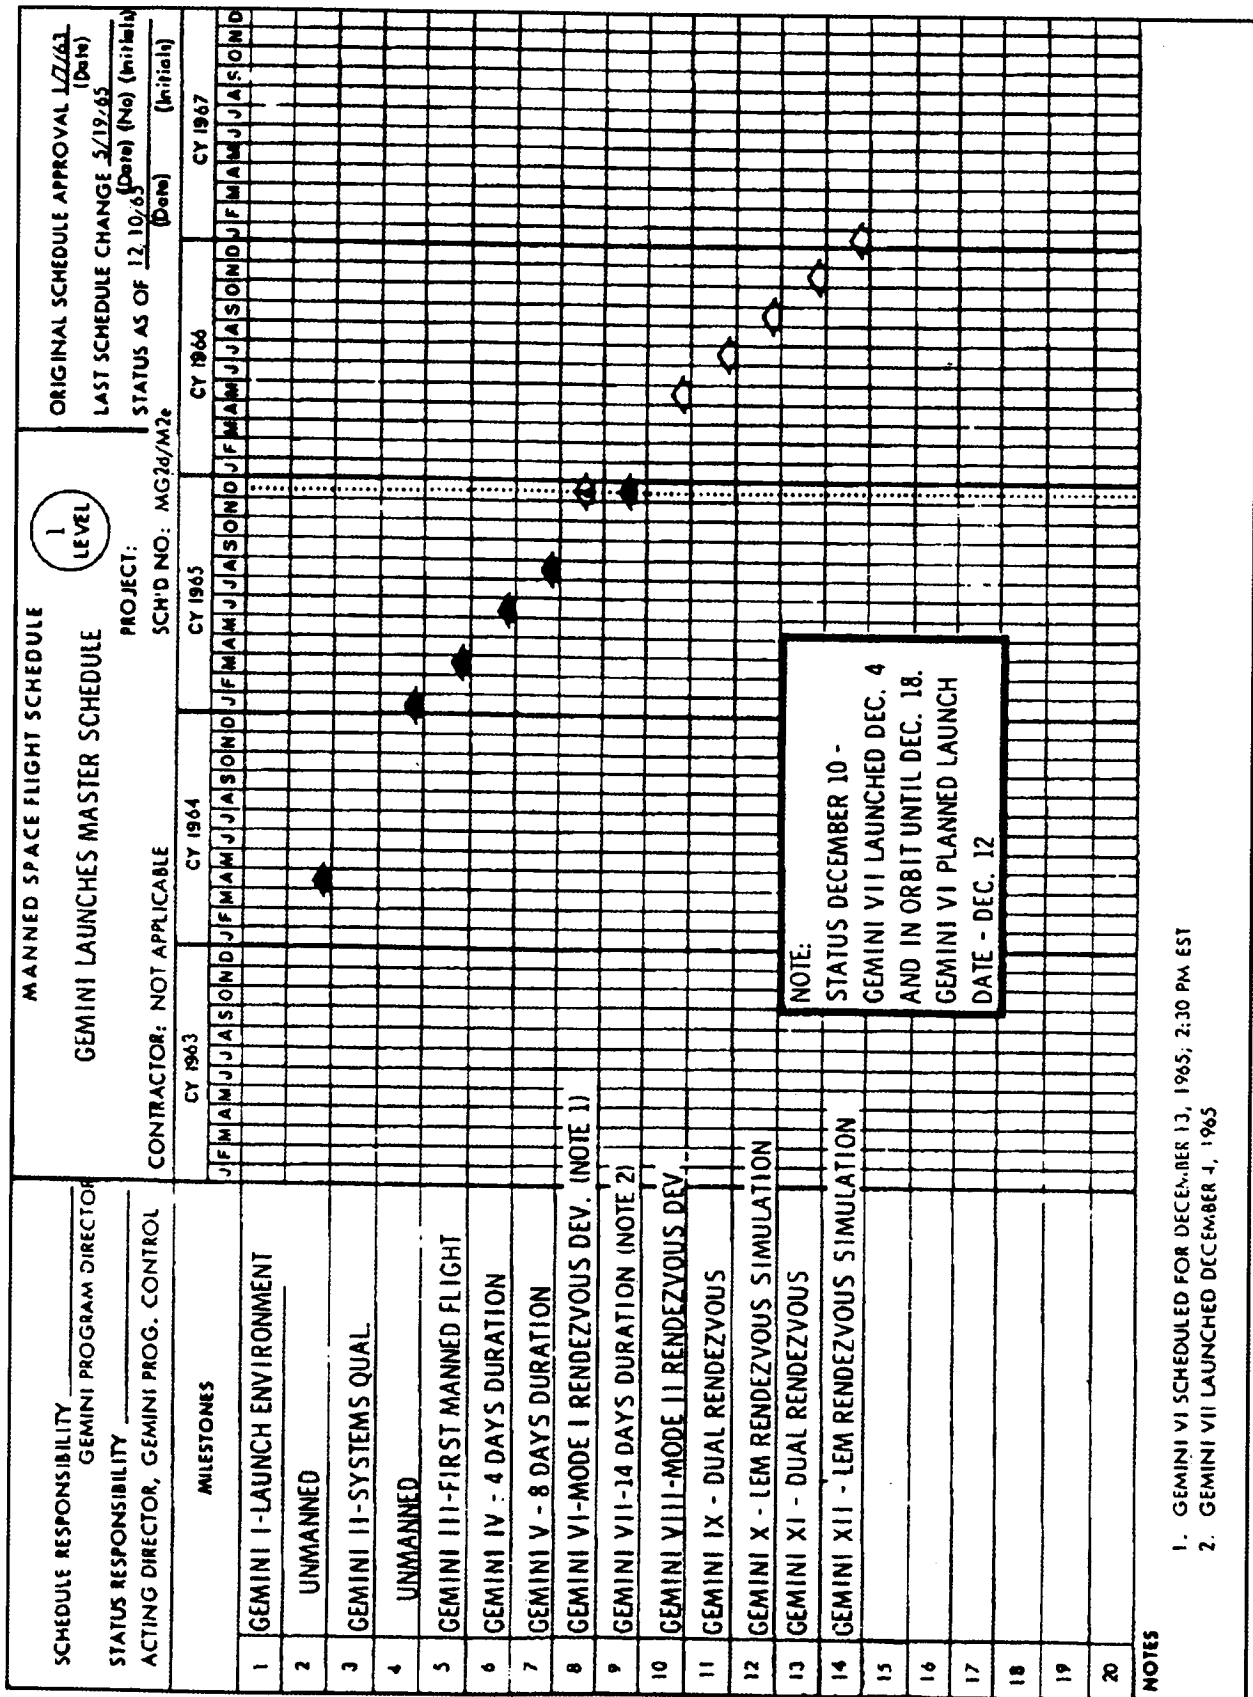 MANNED SPACE FLIGHT SCHEDULE
SCHEDULE RESPONSIBILITY
GEMINI PROGRAM DIRECTOR
STATUS RESPONSIBILITY
ACTING DIRECTOR, GEMINI PROG. CONTROL
GEMINI LAUNCHES MASTER SCHEDULE
1
LEVEL
CONTRACTOR: NOT APPLICABLE
PROJECT:
SCH'D NO: MG2d/M2e
ORIGINAL SCHEDULE APPROVAL 1/7/63
(Date)
LAST SCHEDULE CHANGE 5/19/65
(Date) (No) (Initials)
STATUS AS OF 12/10/65
(Date) (Initials)
MILESTONES
CY 1963 CY 1964 CY 1965 CY 1966 CY 1967
J F M A M J J A S O N D J F M A M J J A S O N D J F M A M J J A S O N D J F M A M J J A S O N D J F M A M J J A S O N D
1 GEMINI I-LAUNCH ENVIRONMENT
2 UNMANNED
3 GEMINI II-SYSTEMS QUAL.
4 UNMANNED
5 GEMINI III-FIRST MANNED FLIGHT
6 GEMINI IV - 4 DAYS DURATION
7 GEMINI V - 8 DAYS DURATION
8 GEMINI VI-MODE I RENDEZVOUS DEV. (NOTE 1)
9 GEMINI VII-14 DAYS DURATION (NOTE 2)
10 GEMINI VIII-MODE II RENDEZVOUS DEV
11 GEMINI IX - DUAL RENDEZVOUS
12 GEMINI X - LEM RENDEZVOUS SIMULATION
13 GEMINI XI - DUAL RENDEZVOUS
14 GEMINI XII - LEM RENDEZVOUS SIMULATION
15
16
17
18
19
20
NOTE:
STATUS DECEMBER 10 -
GEMINI VII LAUNCHED DEC. 4
AND IN ORBIT UNTIL DEC. 18.
GEMINI VI PLANNED LAUNCH
DATE - DEC. 12
NOTES
1. GEMINI VI SCHEDULED FOR DECEMBER 13, 1965; 2:30 PM EST
2. GEMINI VII LAUNCHED DECEMBER 4, 1965